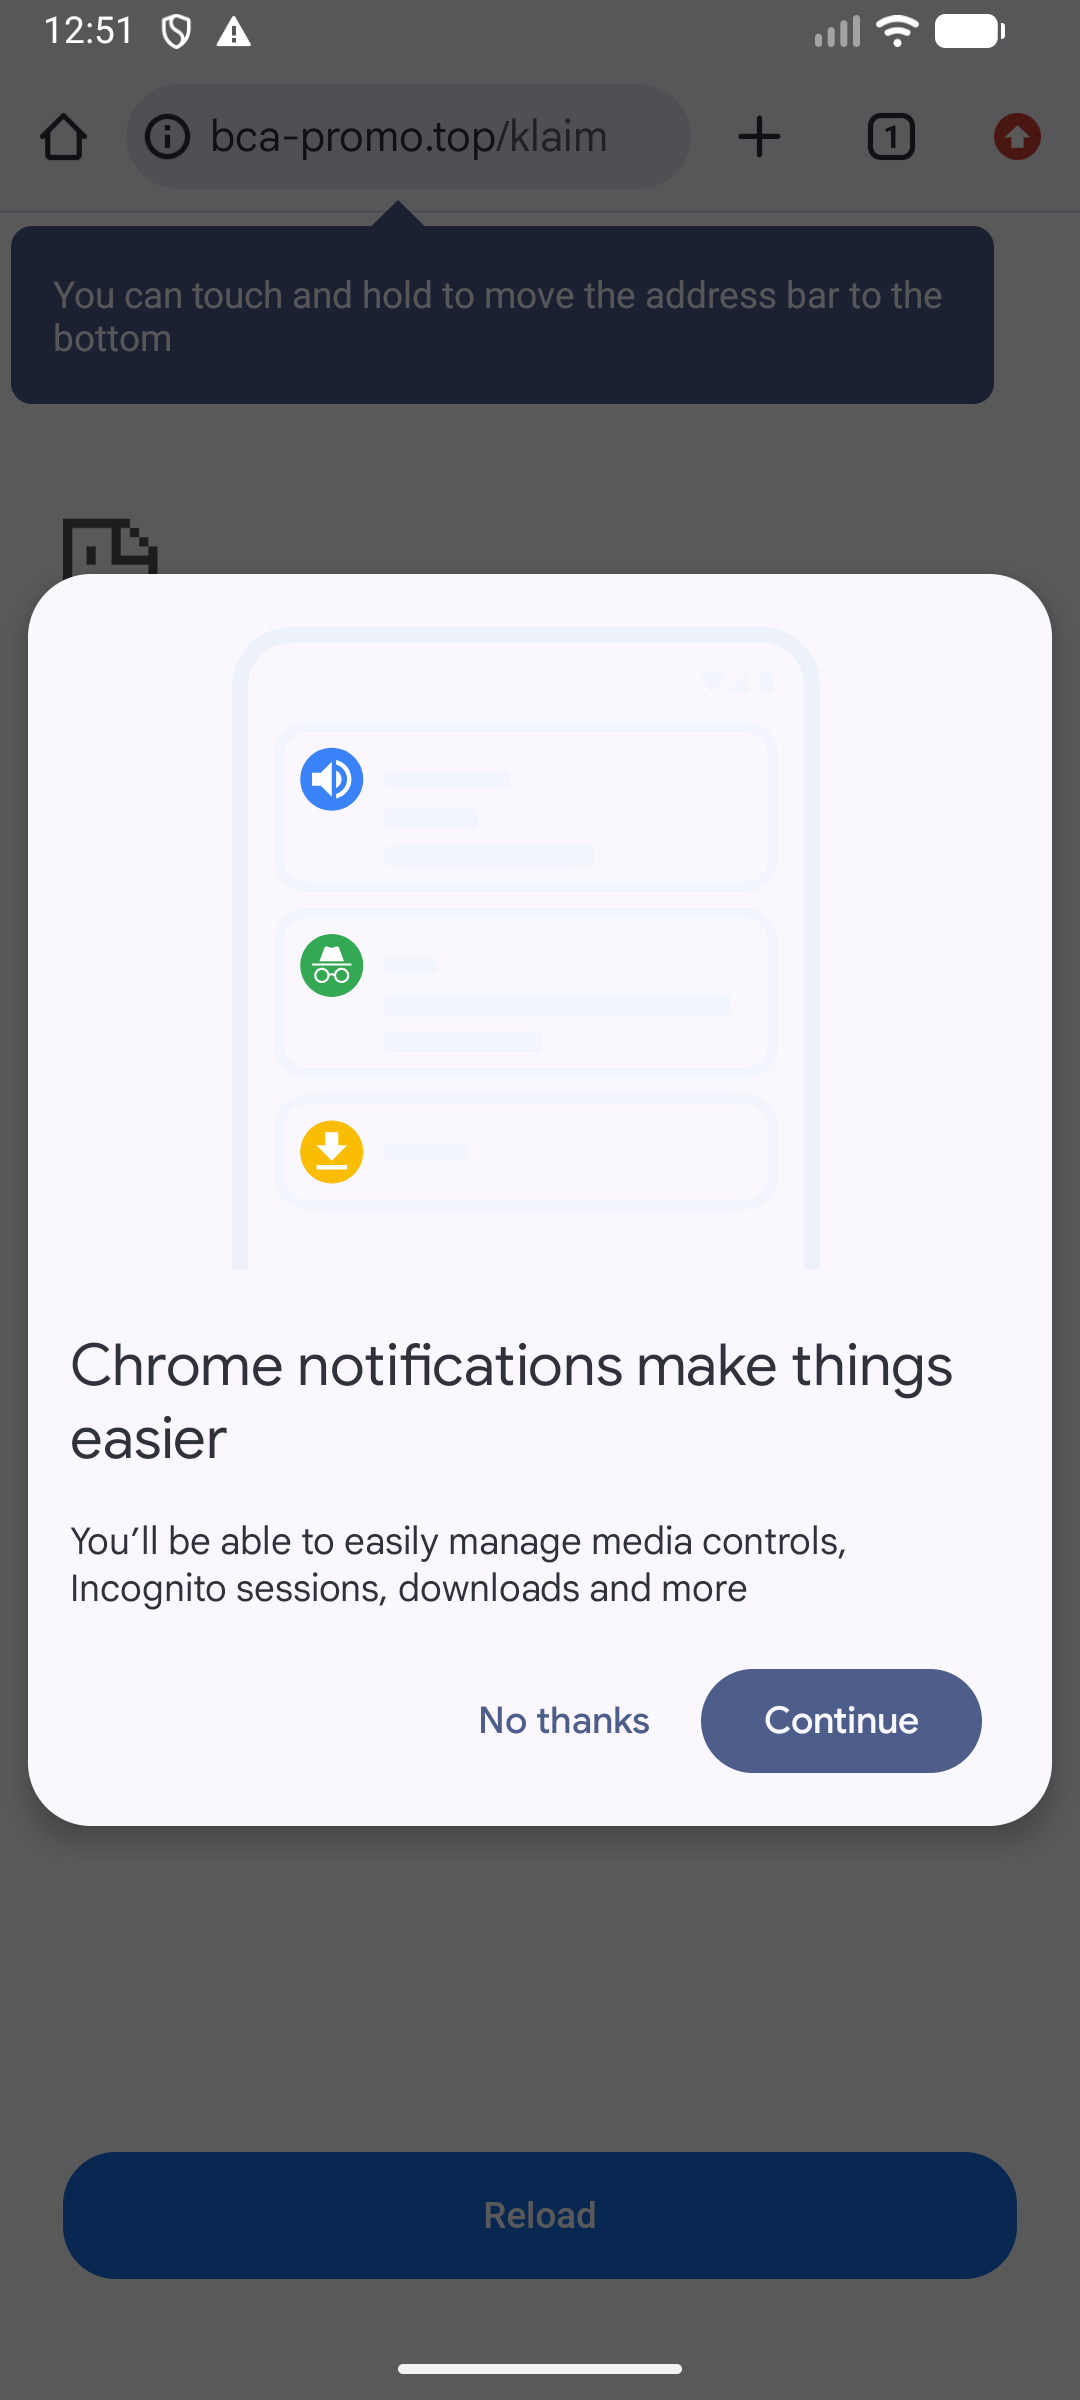 12:51
bca-promo.top/klaim
1
You can touch and hold to move the address bar to the
bottom
Chrome notifications make things
easier
You’ll be able to easily manage media controls,
Incognito sessions, downloads and more
No thanks
Continue
Reload